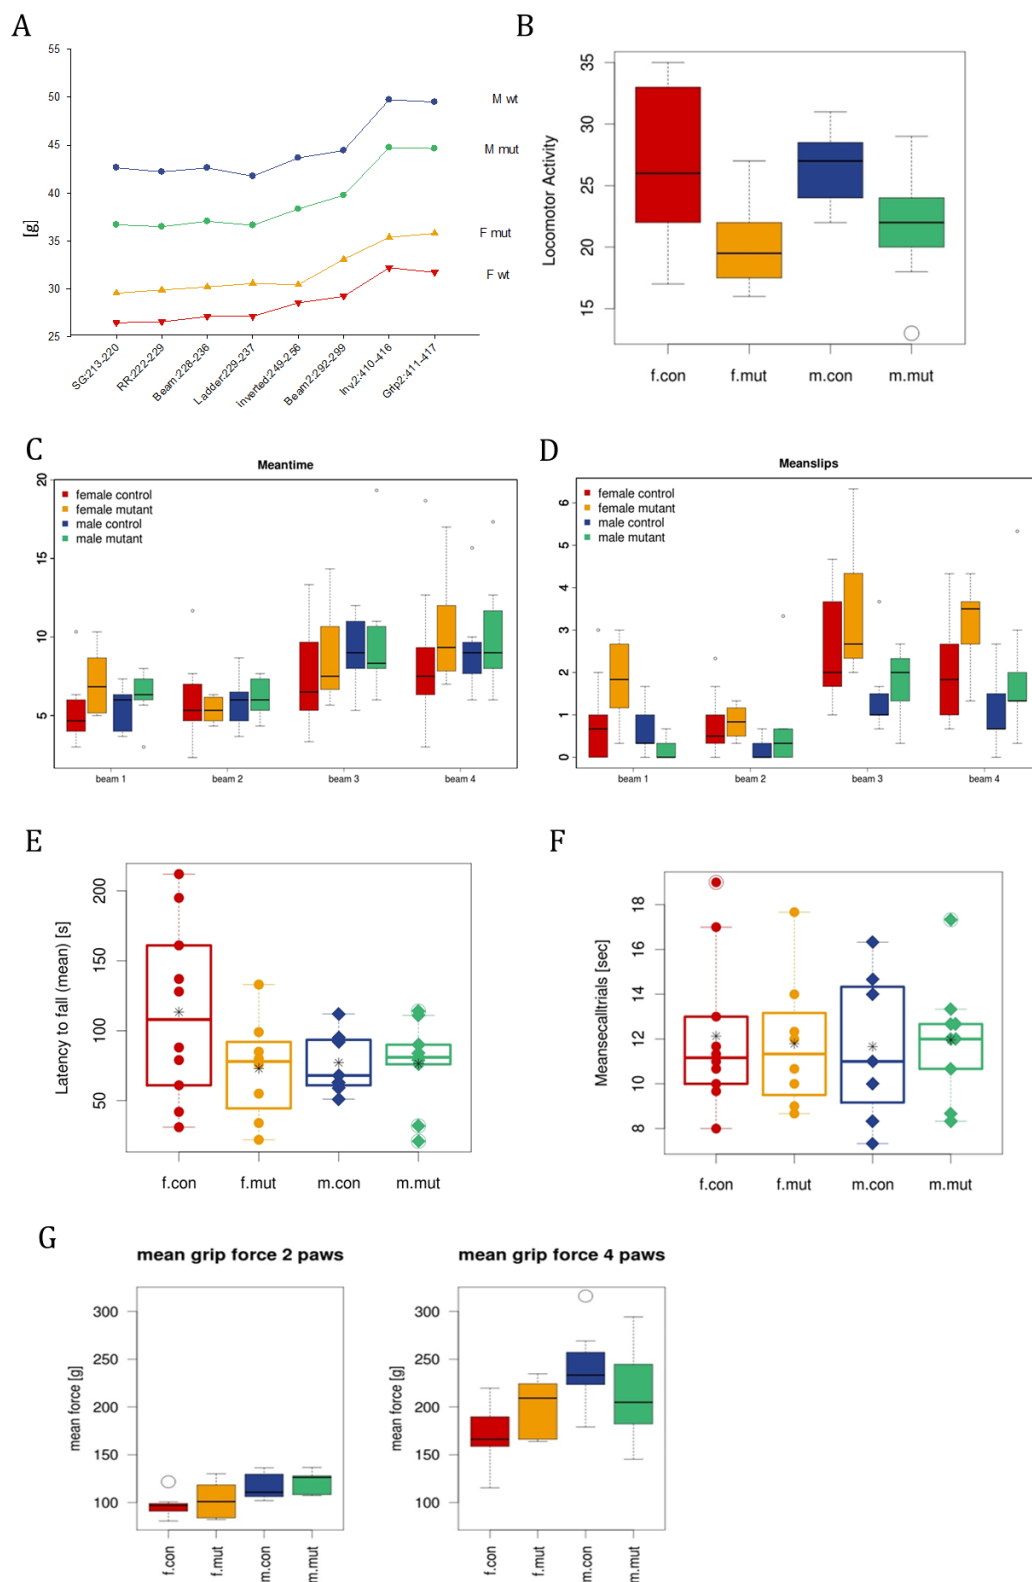 A
55
50
45
40
35
30
25
[g]
M wt
M mut
F mut
F wt
SG:213-220
RR:222-229
Beam:228-236
Ladder:229-237
Inverted:249-256
Beam2:292-299
Inv.2:410-416
Grip2:411-417
B
35
30
25
20
15
Locomotor Activity
f.con
f.mut
m.con
m.mut
C
Meantime
20
15
10
5
female control
female mutant
male control
male mutant
beam 1
beam 2
beam 3
beam 4
D
Meanslips
6
5
4
3
2
1
0
female control
female mutant
male control
male mutant
beam 1
beam 2
beam 3
beam 4
E
200
150
100
50
Latency to fall (mean) [s]
f.con
f.mut
m.con
m.mut
F
18
16
14
12
10
8
Meansecalltrials [sec]
f.con
f.mut
m.con
m.mut
G
mean grip force 2 paws
300
250
200
150
100
mean force [g]
f.con
f.mut
m.con
m.mut
mean grip force 4 paws
300
250
200
150
100
mean force [g]
f.con
f.mut
m.con
m.mut